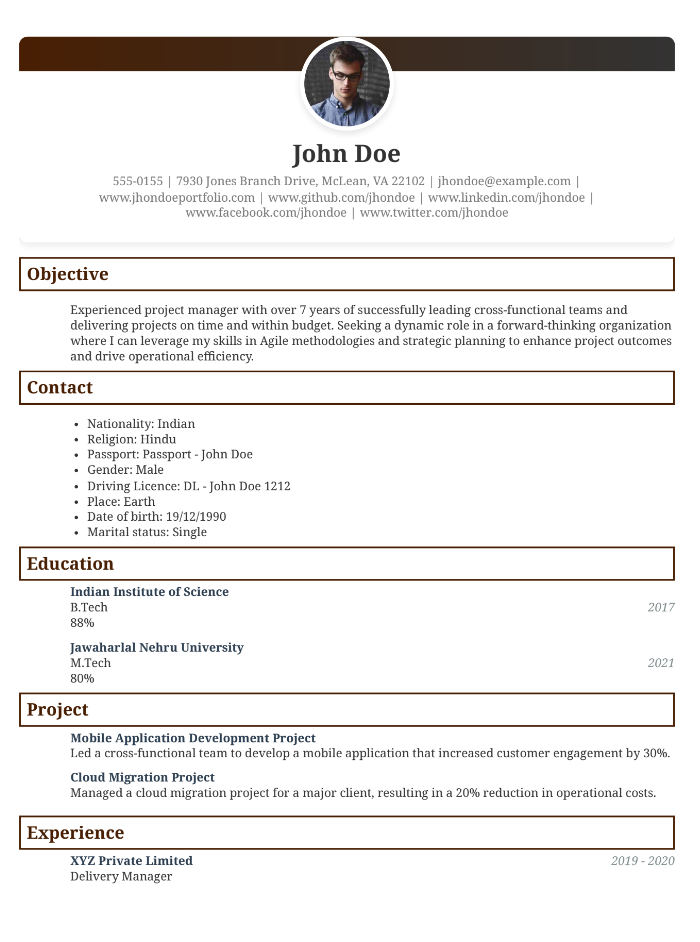 John Doe
555-0155 | 7930 Jones Branch Drive, McLean, VA 22102 | jhondoe@example.com |
www.jhondoeportfolio.com | www.github.com/jhondoe | www.linkedin.com/jhondoe |
www.facebook.com/jhondoe | www.twitter.com/jhondoe
Objective
Experienced project manager with over 7 years of successfully leading cross-functional teams and
delivering projects on time and within budget. Seeking a dynamic role in a forward-thinking organization
where I can leverage my skills in Agile methodologies and strategic planning to enhance project outcomes
and drive operational efficiency.
Contact
• Nationality: Indian
• Religion: Hindu
• Passport: Passport - John Doe
• Gender: Male
• Driving Licence: DL - John Doe 1212
• Place: Earth
• Date of birth: 19/12/1990
• Marital status: Single
Education
Indian Institute of Science
B.Tech 2017
88%
Jawaharlal Nehru University
M.Tech 2021
80%
Project
Mobile Application Development Project
Led a cross-functional team to develop a mobile application that increased customer engagement by 30%.
Cloud Migration Project
Managed a cloud migration project for a major client, resulting in a 20% reduction in operational costs.
Experience
XYZ Private Limited 2019 - 2020
Delivery Manager